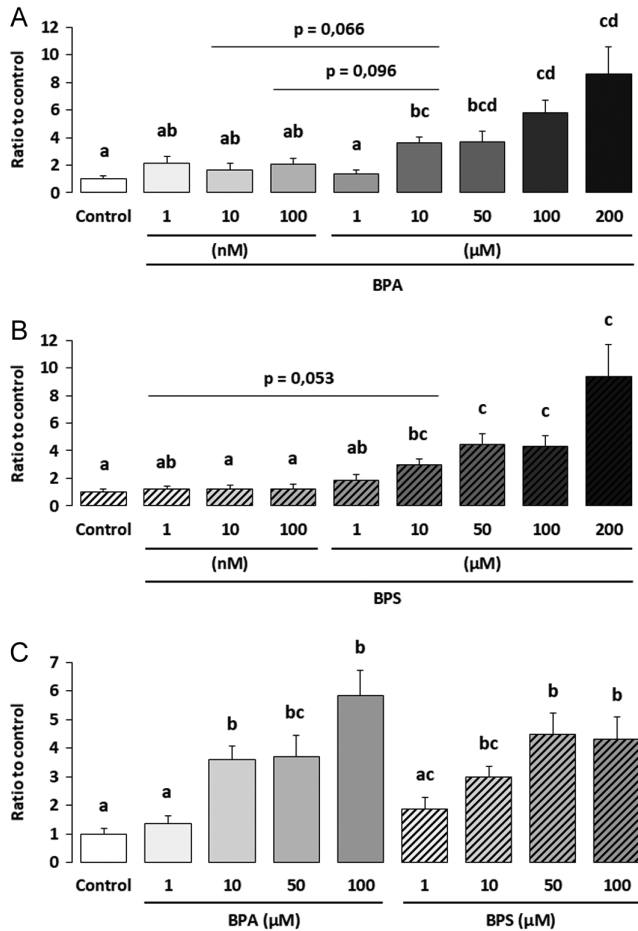 A
Ratio to control
12
10
8
6
4
2
0
p = 0,066
p = 0,096
a ab ab ab a bc bcd cd cd
Control 1 10 100 1 10 50 100 200
(nM) (μM)
BPA
B
Ratio to control
12
10
8
6
4
2
0
p = 0,053
a ab a a ab bc c c c
Control 1 10 100 1 10 50 100 200
(nM) (μM)
BPS
C
Ratio to control
7
6
5
4
3
2
1
0
a a b bc b ac bc b b
Control 1 10 50 100 1 10 50 100
BPA (μM) BPS (μM)